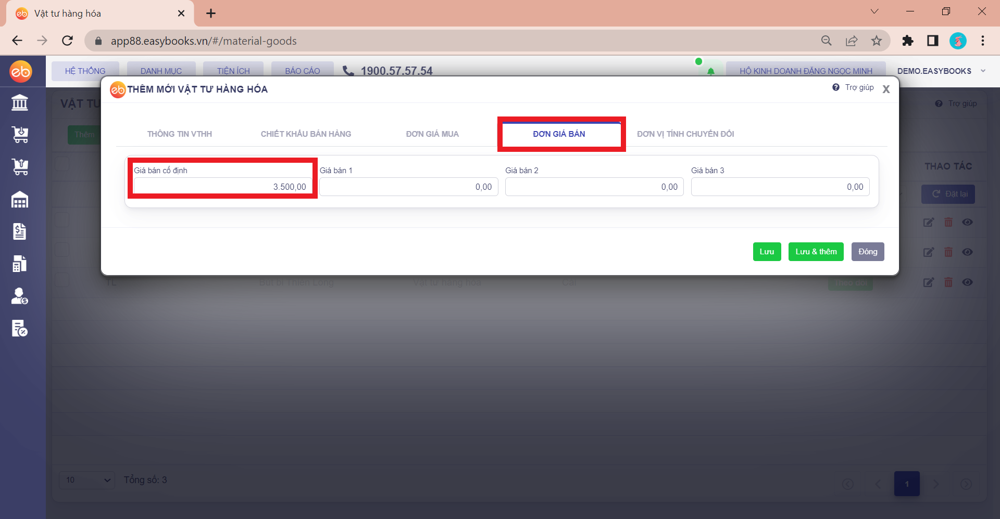 Vật tư hàng hóa
app88.easybooks.vn/#/material-goods
eb
HỆ THỐNG
DANH MỤC
TIỆN ÍCH
BÁO CÁO
1900.57.57.54
HỘ KINH DOANH ĐẶNG NGỌC MINH
DEMO.EASYBOOKS
eb THÊM MỚI VẬT TƯ HÀNG HÓA
Trợ giúp
X
VẬT TƯ
Trợ giúp
Thêm
THÔNG TIN VTHH
CHIẾT KHẤU BÁN HÀNG
ĐƠN GIÁ MUA
ĐƠN GIÁ BÁN
ĐƠN VỊ TÍNH CHUYỂN ĐỔI
Giá bán cố định
Giá bán 1
Giá bán 2
Giá bán 3
3.500,00
0,00
0,00
0,00
THAO TÁC
Đặt lại
Lưu
Lưu & thêm
Đóng
TL
Bút bi Thiên Long
Vật tư hàng hóa
Cái
Theo dõi
10
Tổng số: 3
1